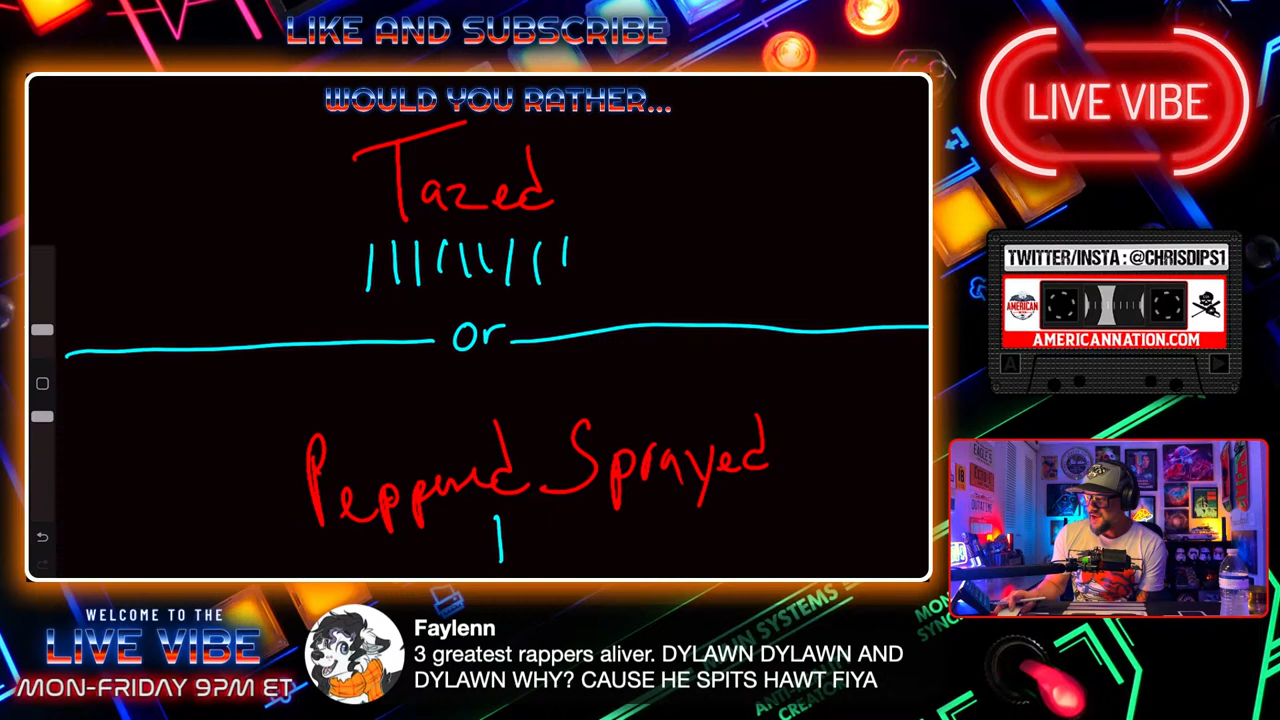 LIKE AND SUBSCRIBE
WOULD YOU RATHER...
Tazed
or
Peppered Sprayed
LIVE VIBE
TWITTER/INSTA : @CHRISDIPS1
AMERICAN
AMERICANNATION.COM
A
WELCOME TO THE
LIVE VIBE
MON-FRIDAY 9PM ET
Faylenn
3 greatest rappers aliver. DYLAWN DYLAWN AND
DYLAWN WHY? CAUSE HE SPITS HAWT FIYA